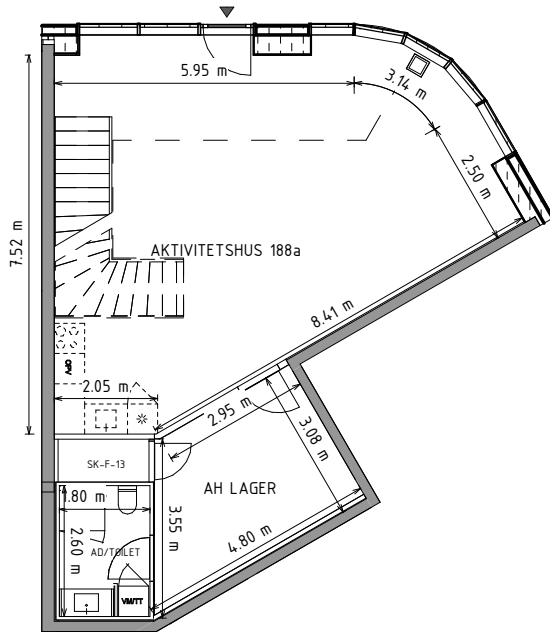 5.95 m
3.14 m
2.50 m
7.52 m
AKTIVITETSHUS 188a
8.41 m
OPV
2.05 m
2.95 m
3.08 m
SK-F-13
AH LAGER
1.80 m
3.55 m
2.60 m
AD/TOILET
4.80 m
VM/TT